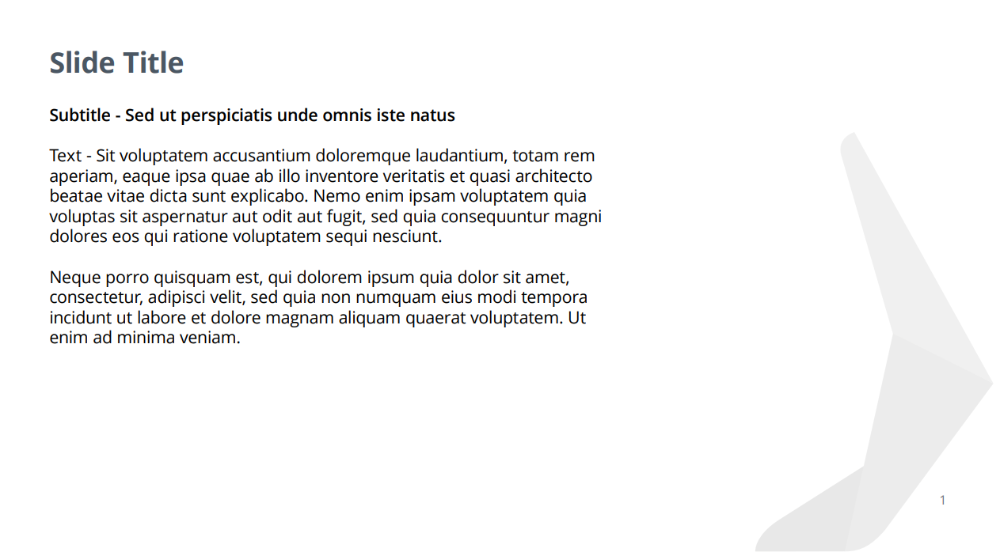 Slide Title
Subtitle - Sed ut perspiciatis unde omnis iste natus
Text - Sit voluptatem accusantium doloremque laudantium, totam rem
aperiam, eaque ipsa quae ab illo inventore veritatis et quasi architecto
beatae vitae dicta sunt explicabo. Nemo enim ipsam voluptatem quia
voluptas sit aspernatur aut odit aut fugit, sed quia consequuntur magni
dolores eos qui ratione voluptatem sequi nesciunt.
Neque porro quisquam est, qui dolorem ipsum quia dolor sit amet,
consectetur, adipisci velit, sed quia non numquam eius modi tempora
incidunt ut labore et dolore magnam aliquam quaerat voluptatem. Ut
enim ad minima veniam.
1